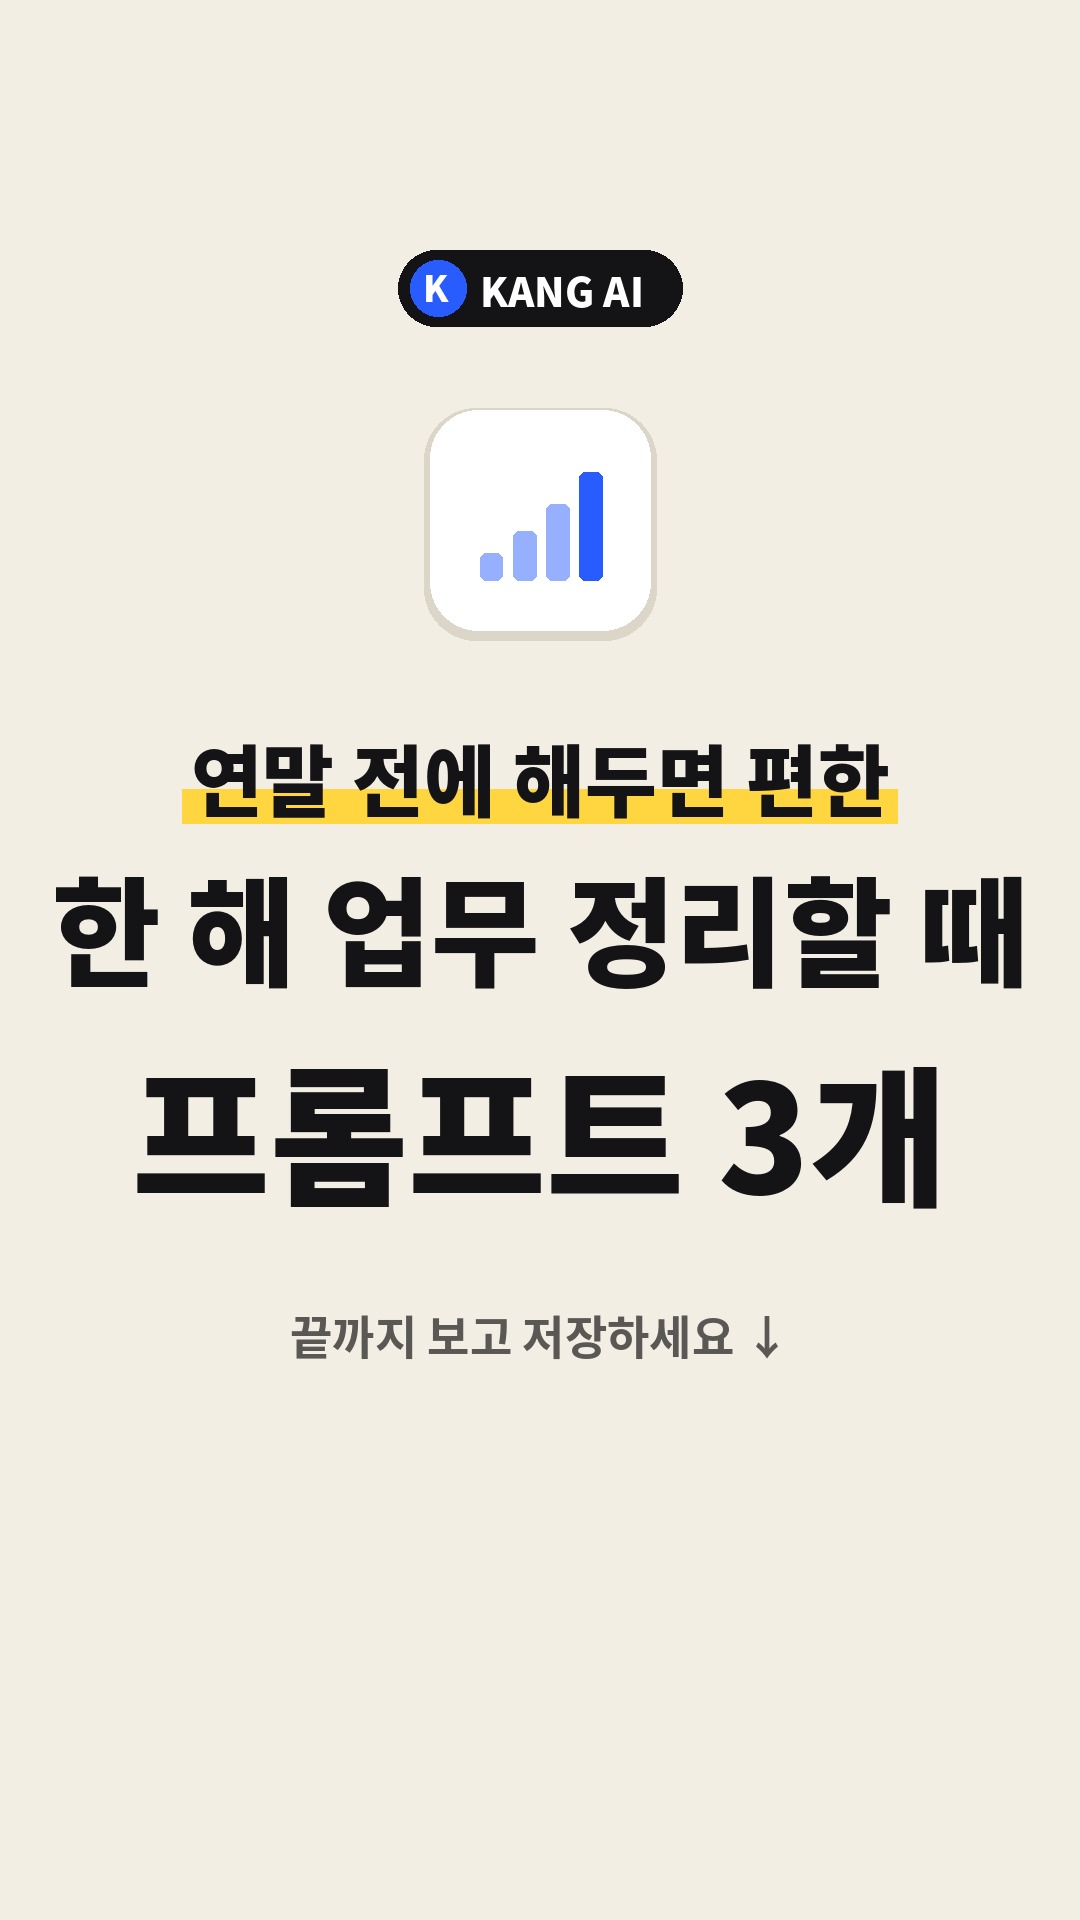 K KANG AI
연말 전에 해두면 편한
한 해 업무 정리할 때
프롬프트 3개
끝까지 보고 저장하세요 ↓